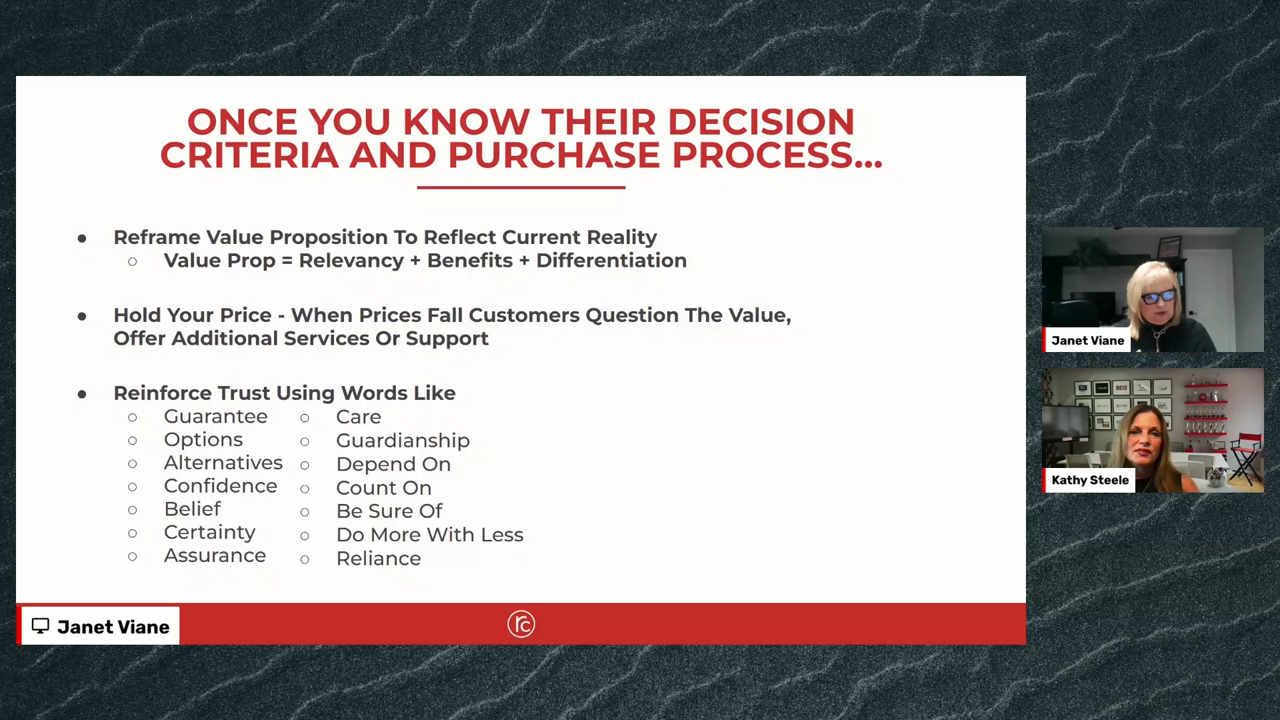 ONCE YOU KNOW THEIR DECISION
CRITERIA AND PURCHASE PROCESS...
Reframe Value Proposition To Reflect Current Reality
Value Prop = Relevancy + Benefits + Differentiation
Hold Your Price - When Prices Fall Customers Question The Value,
Offer Additional Services Or Support
Reinforce Trust Using Words Like
Guarantee
Options
Alternatives
Confidence
Belief
Certainty
Assurance
Care
Guardianship
Depend On
Count On
Be Sure Of
Do More With Less
Reliance
Janet Viane
rc
Janet Viane
Kathy Steele